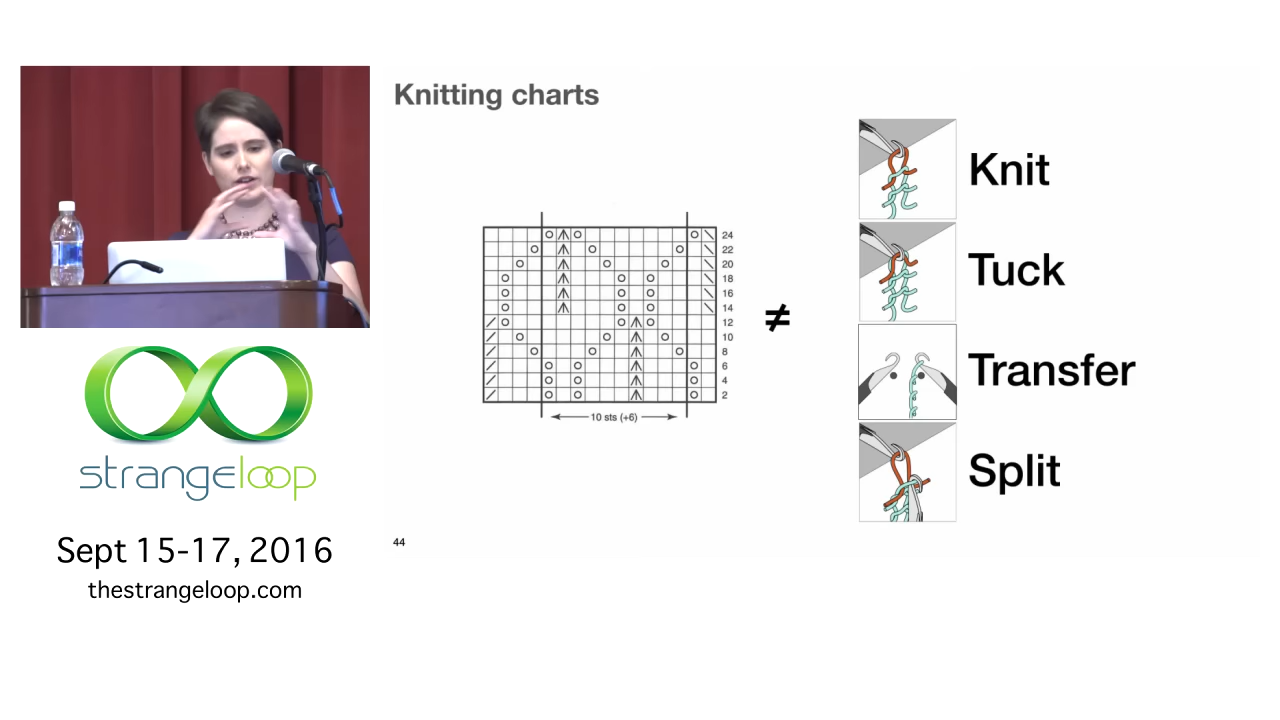 Knitting charts
24
22
20
18
16
14
12
10
8
6
4
2
10 sts (+6)
≠
Knit
Tuck
Transfer
Split
44
strangeloop
Sept 15-17, 2016
thestrangeloop.com